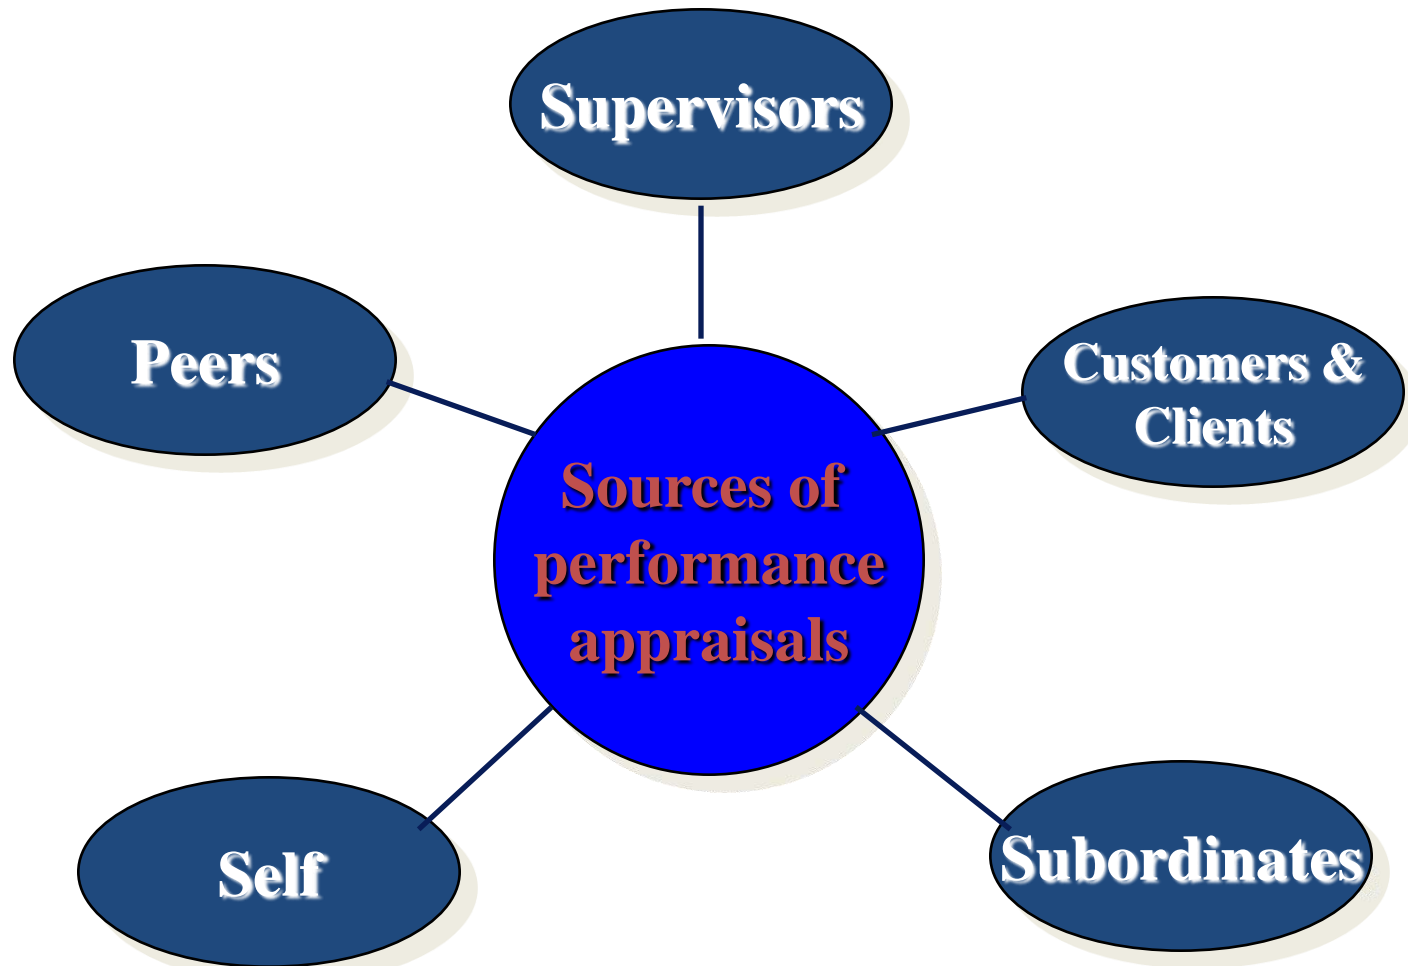 Supervisors
Peers
Customers &
Clients
Sources of
performance
appraisals
Self
Subordinates